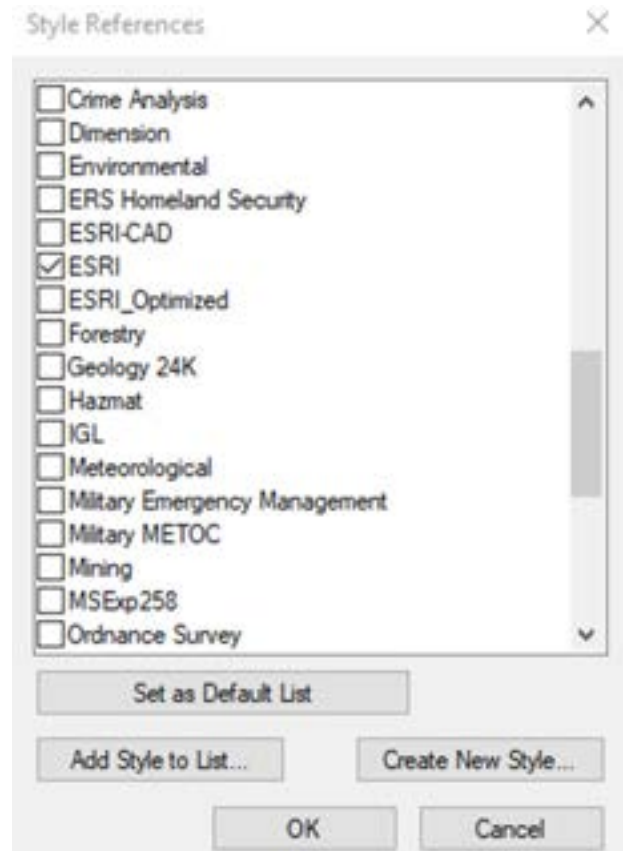 Style References
Crime Analysis
Dimension
Environmental
ERS Homeland Security
ESRI-CAD
ESRI
ESRI_Optimized
Forestry
Geology 24K
Hazmat
IGL
Meteorological
Military Emergency Management
Military METOC
Mining
MSExp258
Ordnance Survey
Set as Default List
Add Style to List... Create New Style...
OK Cancel